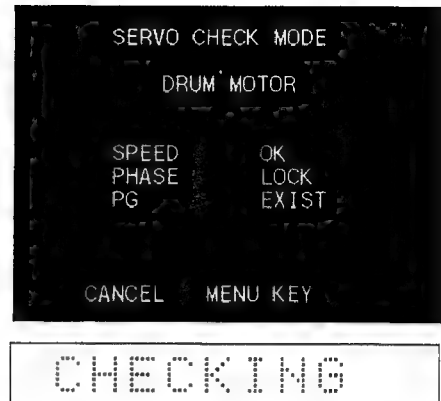 SERVO CHECK MODE
DRUM MOTOR
SPEED OK
PHASE LOCK
PG EXIST
CANCEL MENU KEY
CHECKING